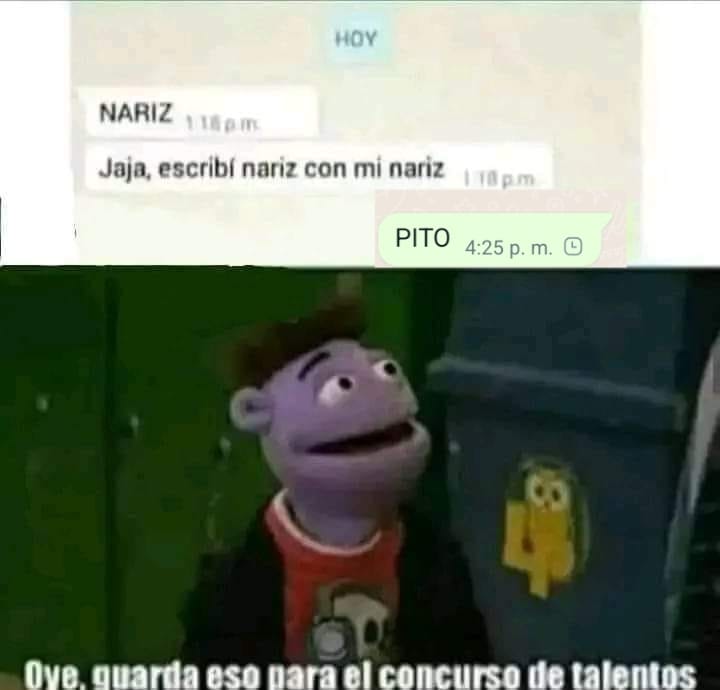 HOY
NARIZ 1:18 p.m.
Jaja, escribí nariz con mi nariz 1:18 p.m.
PITO 4:25 p. m.
Oye, guarda eso para el concurso de talentos